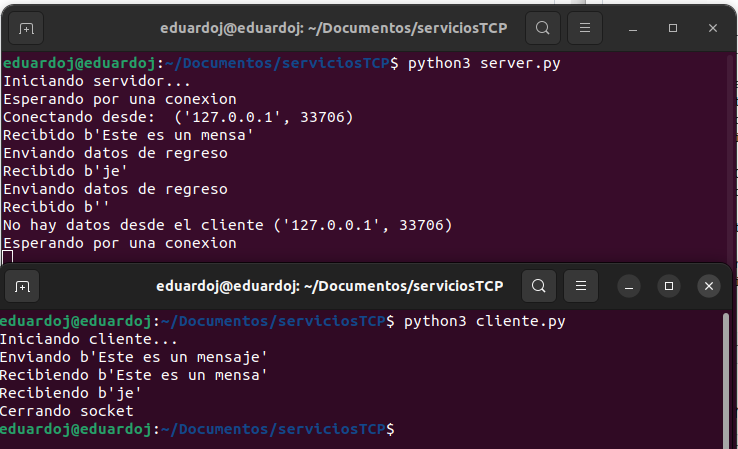 eduardoj@eduardoj: ~/Documentos/serviciosTCP
eduardoj@eduardoj:~/Documentos/serviciosTCP$ python3 server.py
Iniciando servidor...
Esperando por una conexion
Conectando desde:  ('127.0.0.1', 33706)
Recibido b'Este es un mensa'
Enviando datos de regreso
Recibido b'je'
Enviando datos de regreso
Recibido b''
No hay datos desde el cliente ('127.0.0.1', 33706)
Esperando por una conexion
eduardoj@eduardoj: ~/Documentos/serviciosTCP
eduardoj@eduardoj:~/Documentos/serviciosTCP$ python3 cliente.py
Iniciando cliente...
Enviando b'Este es un mensaje'
Recibiendo b'Este es un mensa'
Recibiendo b'je'
Cerrando socket
eduardoj@eduardoj:~/Documentos/serviciosTCP$